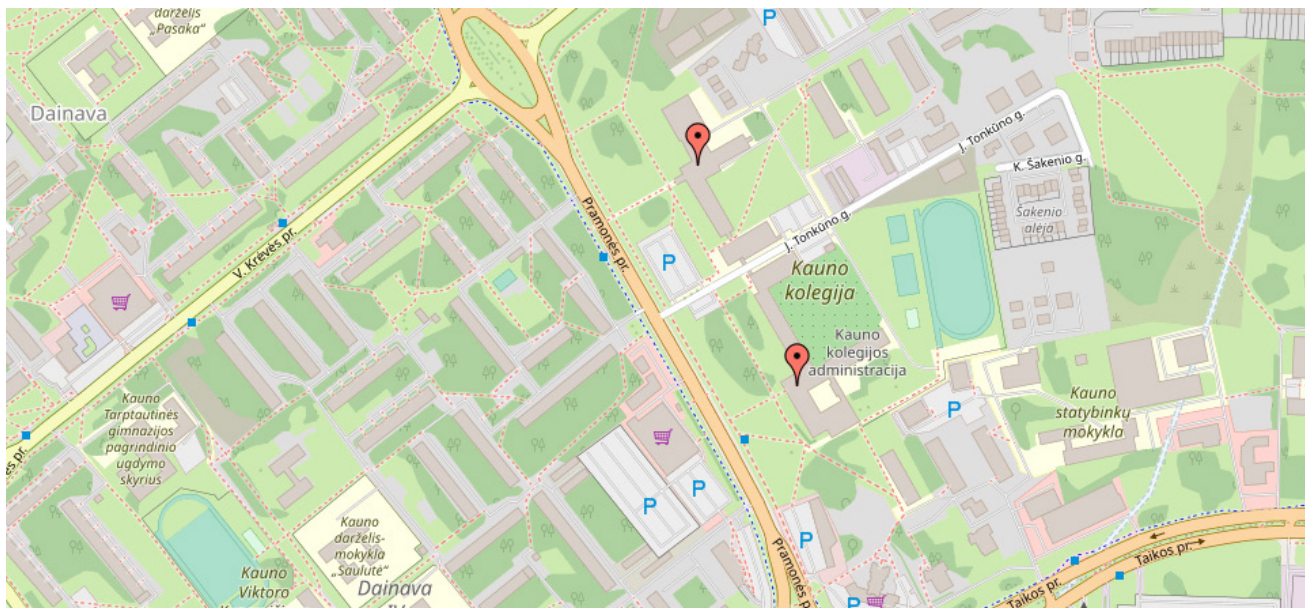 darželis
„Pasaka“
P
Dainava
J. Tonkūno g.
K. Šakenio g.
Šakenio
alėja
Pramonės pr.
V. Krėvės pr.
J. Tonkūno g.
P
Kauno
kolegija
Kauno
kolegijos
administracija
Kauno
Tarptautinės
gimnazijos
pagrindinio
ugdymo
skyrius
ės pr.
P
Kauno
statybinkų
mokykla
P
P
Kauno
darželis-
mokykla
„Saulutė“
P
Pramonės p
Taikos pr.
Taikos pr.
Kauno
Viktoro
Dainava
P